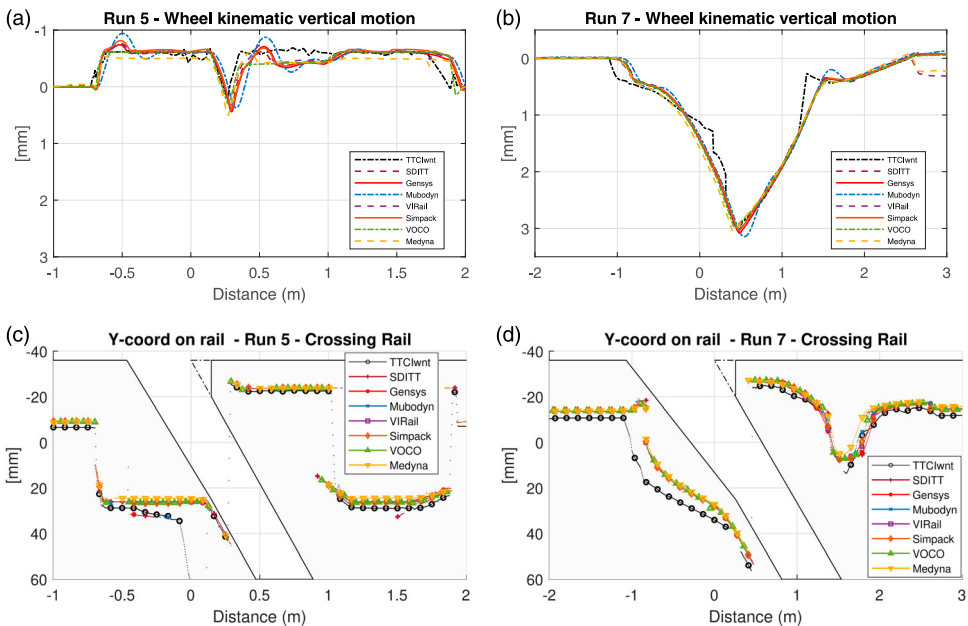 (a)
Run 5 - Wheel kinematic vertical motion
-1
0
1
2
3
[mm]
TTCIwnt
SDITT
Gensys
Mubodyn
VIRail
Simpack
VOCO
Medyna
-1 -0.5 0 0.5 1 1.5 2
Distance (m)
(b)
Run 7 - Wheel kinematic vertical motion
0
1
2
3
[mm]
TTCIwnt
SDITT
Gensys
Mubodyn
VIRail
Simpack
VOCO
Medyna
-2 -1 0 1 2 3
Distance (m)
(c)
Y-coord on rail - Run 5 - Crossing Rail
-40
-20
0
20
40
60
[mm]
TTCIwnt
SDITT
Gensys
Mubodyn
VIRail
Simpack
VOCO
Medyna
-1 -0.5 0 0.5 1 1.5 2
Distance (m)
(d)
Y-coord on rail - Run 7 - Crossing Rail
-40
-20
0
20
40
60
[mm]
TTCIwnt
SDITT
Gensys
Mubodyn
VIRail
Simpack
VOCO
Medyna
-2 -1 0 1 2 3
Distance (m)